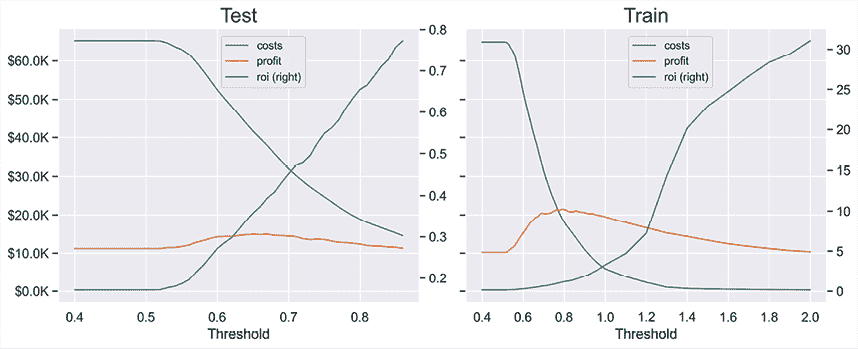 Test
Train
$60.0K
$50.0K
$40.0K
$30.0K
$20.0K
$10.0K
$0.0K
0.8
0.7
0.6
0.5
0.4
0.3
0.2
costs
profit
roi (right)
0.4 0.5 0.6 0.7 0.8
Threshold
costs
profit
roi (right)
30
25
20
15
10
5
0
0.4 0.6 0.8 1.0 1.2 1.4 1.6 1.8 2.0
Threshold